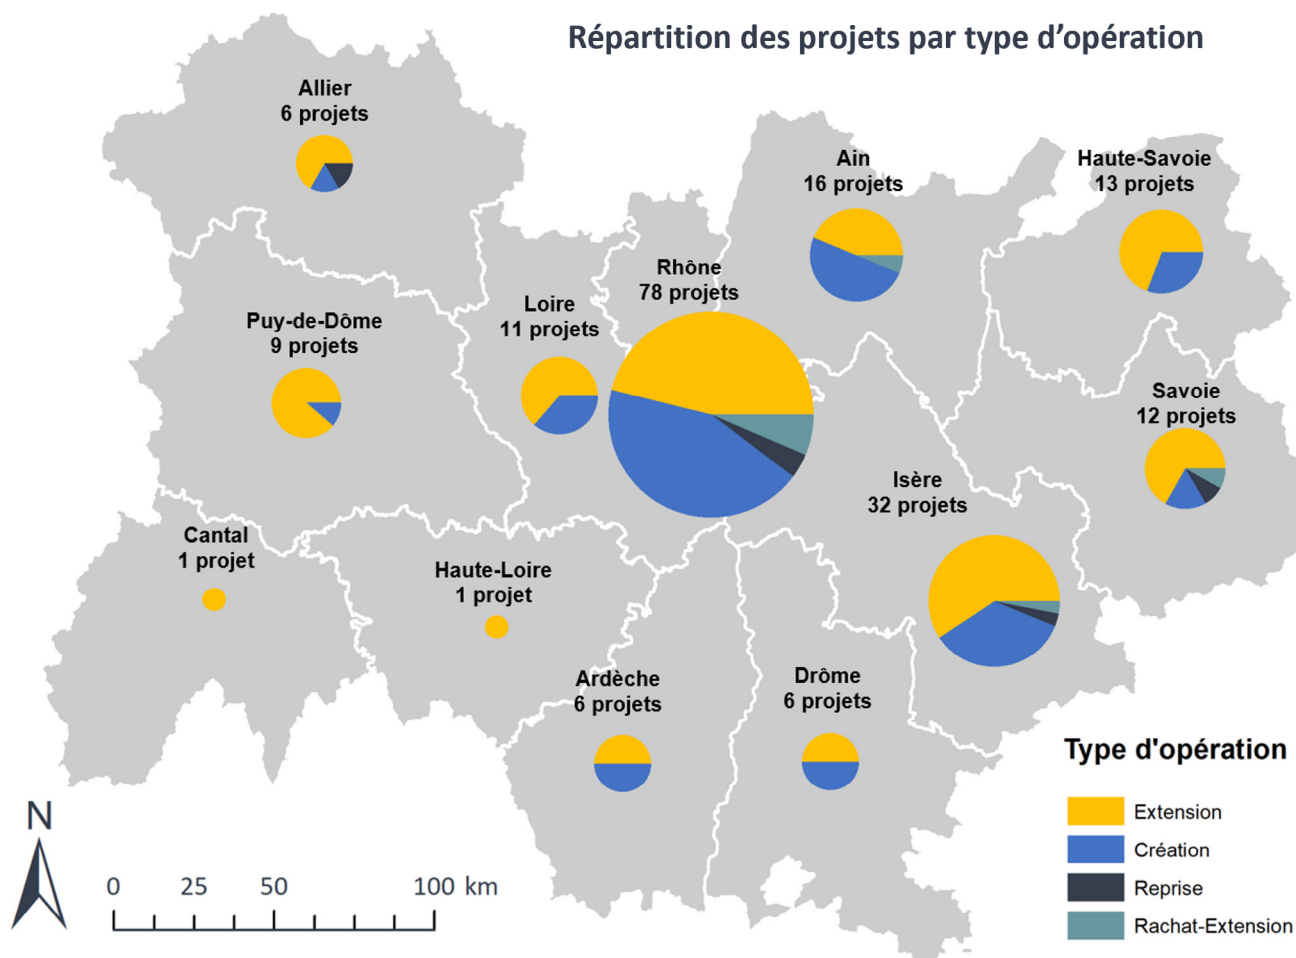 Répartition des projets par type d'opération
Allier
6 projets
Ain
16 projets
Haute-Savoie
13 projets
Rhône
78 projets
Loire
11 projets
Puy-de-Dôme
9 projets
Savoie
12 projets
Isère
32 projets
Cantal
1 projet
Haute-Loire
1 projet
Ardèche
6 projets
Drôme
6 projets
Type d'opération
Extension
Création
Reprise
Rachat-Extension
N
0 25 50 100 km